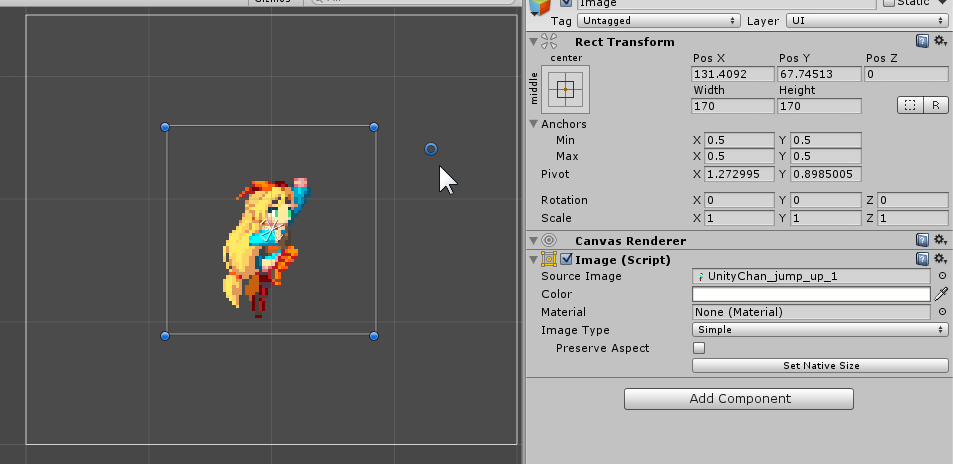 Image
Static
Tag Untagged Layer UI
Rect Transform
center
middle
Pos X Pos Y Pos Z
131.4092 67.74513 0
Width Height
170 170
R
Anchors
Min X 0.5 Y 0.5
Max X 0.5 Y 0.5
Pivot X 1.272995 Y 0.8985005
Rotation X 0 Y 0 Z 0
Scale X 1 Y 1 Z 1
Canvas Renderer
Image (Script)
Source Image UnityChan_jump_up_1
Color
Material None (Material)
Image Type Simple
Preserve Aspect
Set Native Size
Add Component